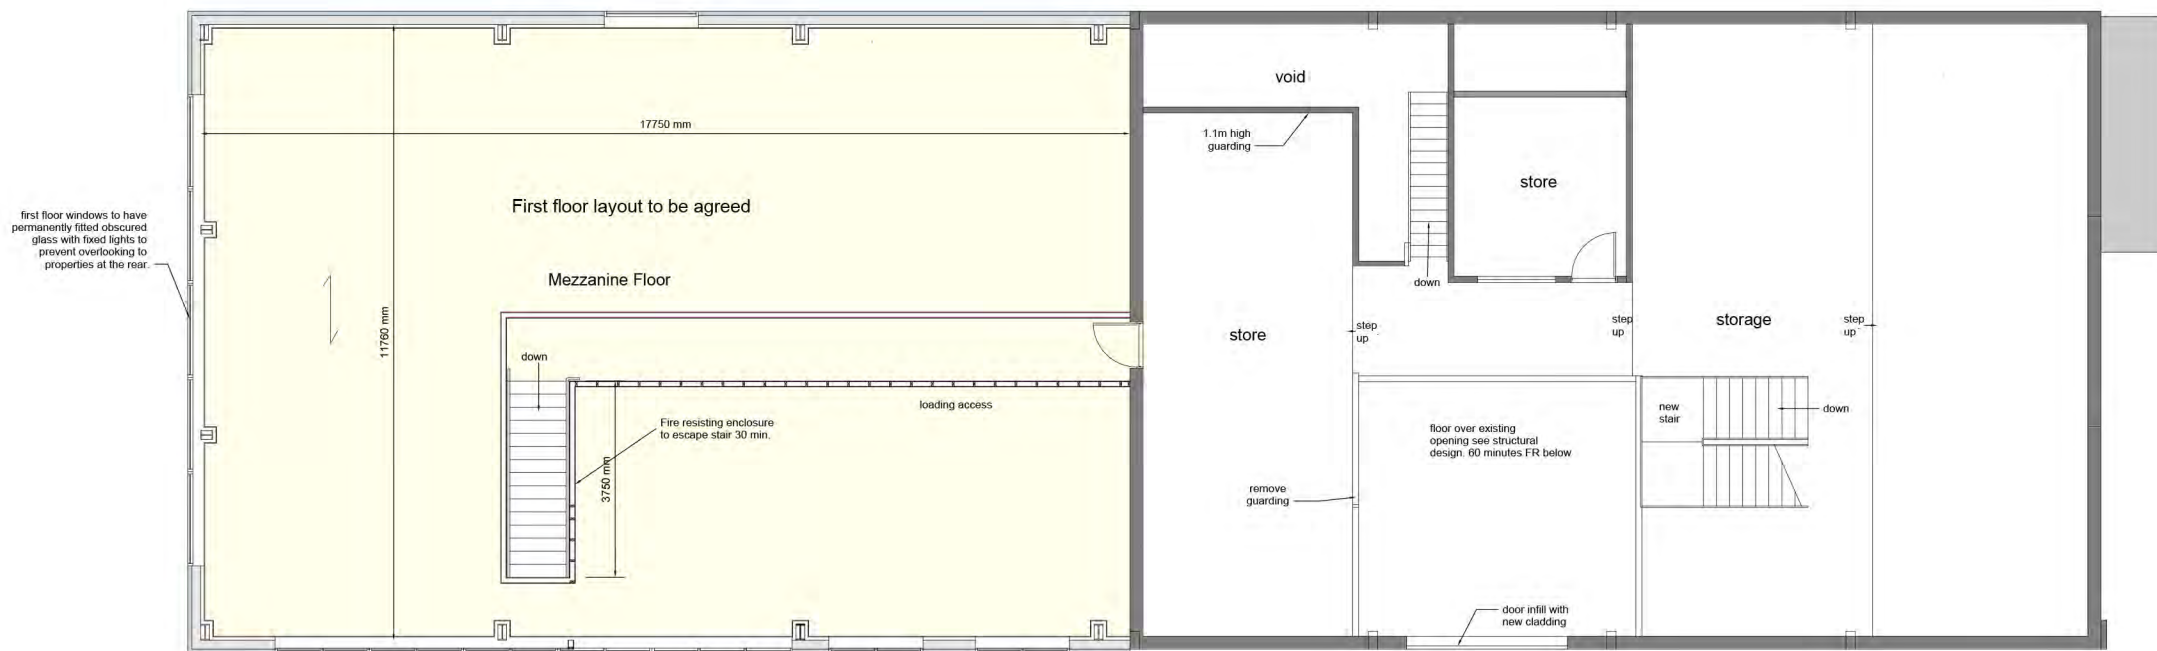 void
17750 mm
1.1m high
guarding
store
First floor layout to be agreed
first floor windows to have
permanently fitted obscured
glass with fixed lights to
prevent overlooking to
properties at the rear.
Mezzanine Floor
down
11760 mm
store
step
up
step
up
storage
step
up
down
loading access
Fire resisting enclosure
to escape stair 30 min.
3750 mm
new
stair
down
floor over existing
opening see structural
design. 60 minutes FR below
remove
guarding
door infill with
new cladding